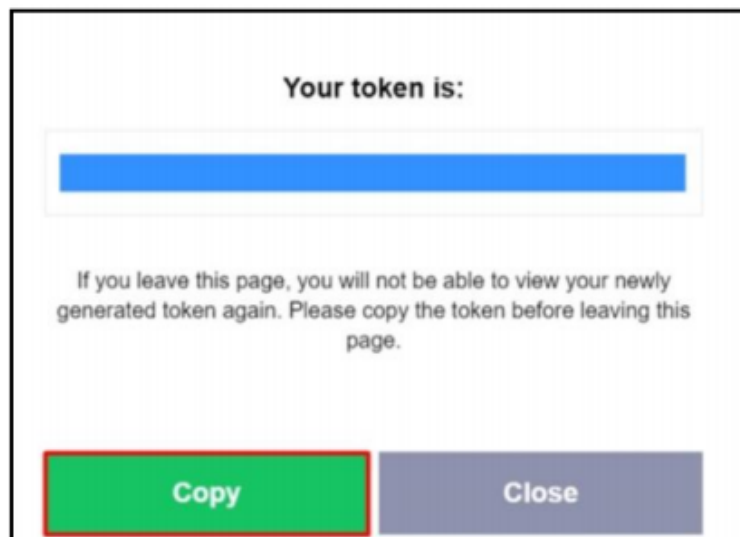 Your token is:
If you leave this page, you will not be able to view your newly
generated token again. Please copy the token before leaving this
page.
Copy
Close